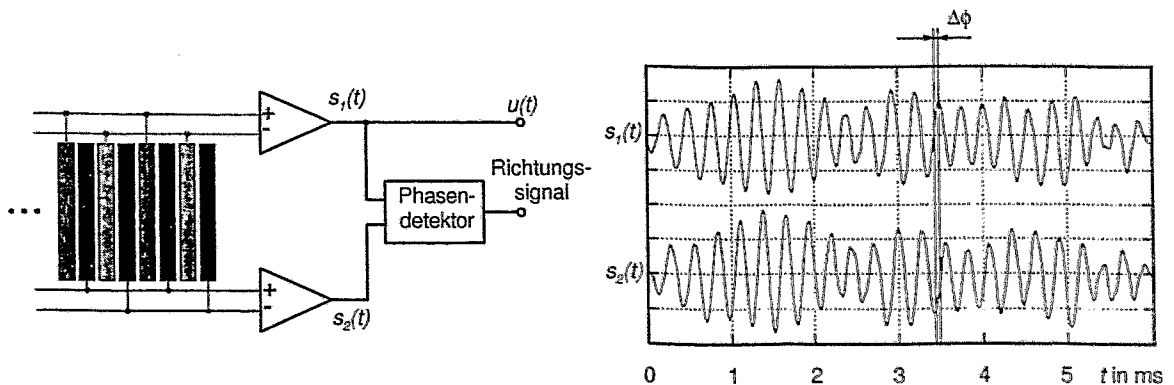 s₁(t)
u(t)
+
-
Richtungs-
signal
Phasen-
detektor
...
+
-
s₂(t)
Δϕ
s₁(t)
s₂(t)
0 1 2 3 4 5 t in ms